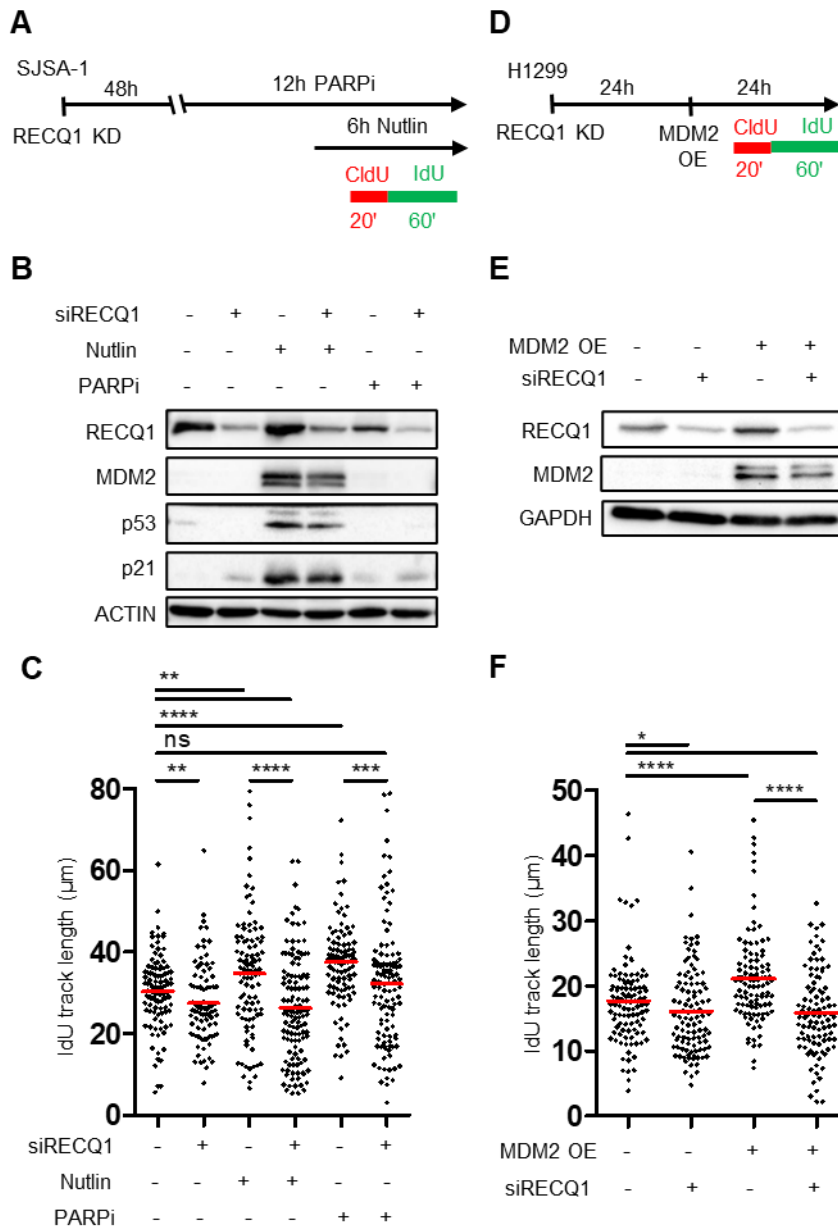 A
SJSA-1
48h
12h PARPi
RECQ1 KD
6h Nutlin
CldU
IdU
20'
60'
D
H1299
24h
24h
RECQ1 KD
MDM2
OE
CldU
IdU
20'
60'
B
siRECQ1 - + - + - +
Nutlin - - + + - -
PARPi - - - - + +
RECQ1
MDM2
p53
p21
ACTIN
E
MDM2 OE - - + +
siRECQ1 - + - +
RECQ1
MDM2
GAPDH
C
**
****
ns
** **** ***
80
60
40
20
0
IdU track length (µm)
siRECQ1 - + - + - +
Nutlin - - + + - -
PARPi - - - - + +
F
*
****
****
50
40
30
20
10
0
IdU track length (µm)
MDM2 OE - - + +
siRECQ1 - + - +